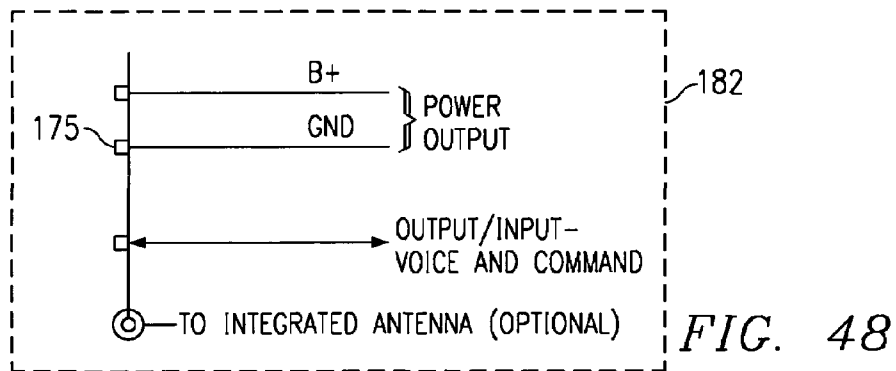 B+
182
POWER
OUTPUT
175
GND
OUTPUT/INPUT-
VOICE AND COMMAND
TO INTEGRATED ANTENNA (OPTIONAL)
FIG. 48